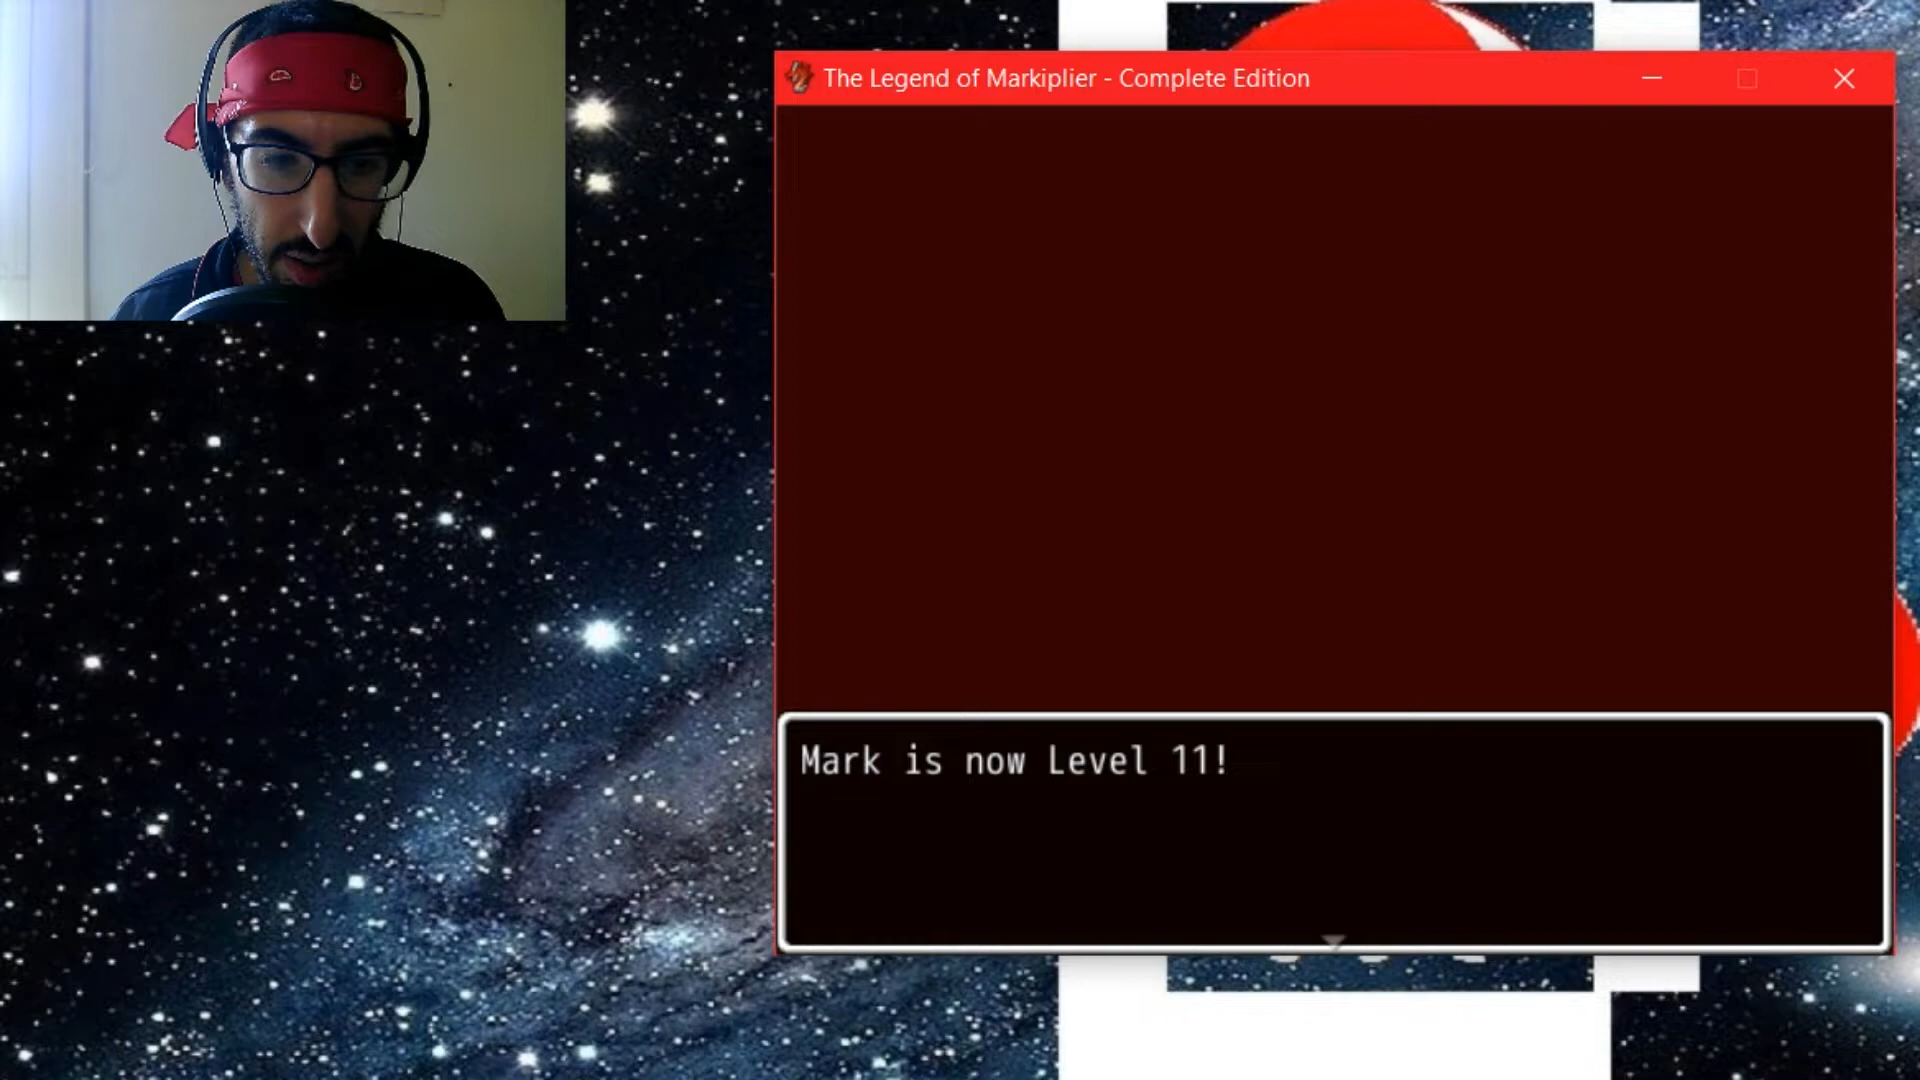 The Legend of Markiplier - Complete Edition
Mark is now Level 11!